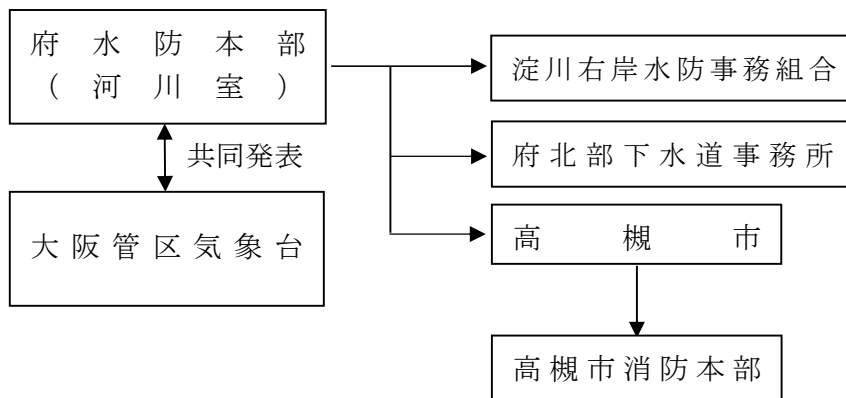 府水防本部
（河川室）
共同発表
大阪管区気象台
淀川右岸水防事務組合
府北部下水道事務所
高槻市
高槻市消防本部